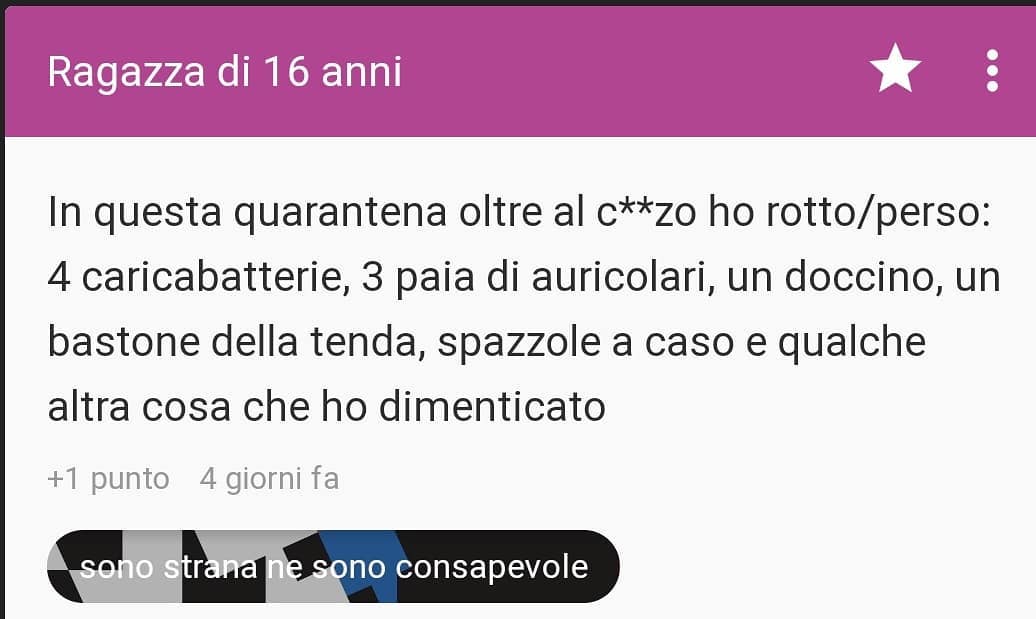 Ragazza di 16 anni
In questa quarantena oltre al c**zo ho rotto/perso:
4 caricabatterie, 3 paia di auricolari, un doccino, un
bastone della tenda, spazzole a caso e qualche
altra cosa che ho dimenticato
+1 punto 4 giorni fa
sono strana ne sono consapevole